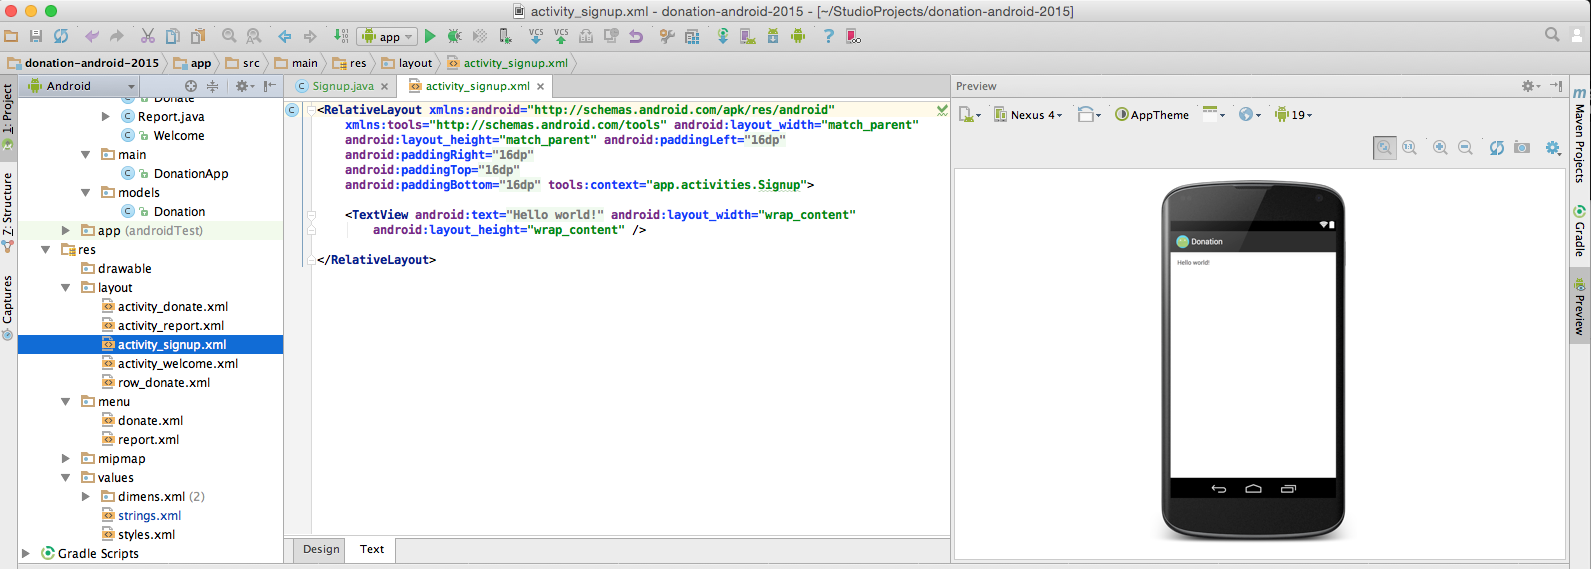 activity_signup.xml - donation-android-2015 - [~/StudioProjects/donation-android-2015]
app
VCS VCS
donation-android-2015 app src main res layout activity_signup.xml
1: Project
Z: Structure
Captures
Android
Donate
Report.java
Welcome
main
DonationApp
models
Donation
app (androidTest)
res
drawable
layout
activity_donate.xml
activity_report.xml
activity_signup.xml
activity_welcome.xml
row_donate.xml
menu
donate.xml
report.xml
mipmap
values
dimens.xml (2)
strings.xml
styles.xml
Gradle Scripts
Signup.java activity_signup.xml
<RelativeLayout xmlns:android="http://schemas.android.com/apk/res/android"
xmlns:tools="http://schemas.android.com/tools" android:layout_width="match_parent"
android:layout_height="match_parent" android:paddingLeft="16dp"
android:paddingRight="16dp"
android:paddingTop="16dp"
android:paddingBottom="16dp" tools:context="app.activities.Signup">
<TextView android:text="Hello world!" android:layout_width="wrap_content"
android:layout_height="wrap_content" />
</RelativeLayout>
Design Text
Preview
Nexus 4 AppTheme 19
1:1
Donation
Hello world!
Maven Projects
Gradle
Preview